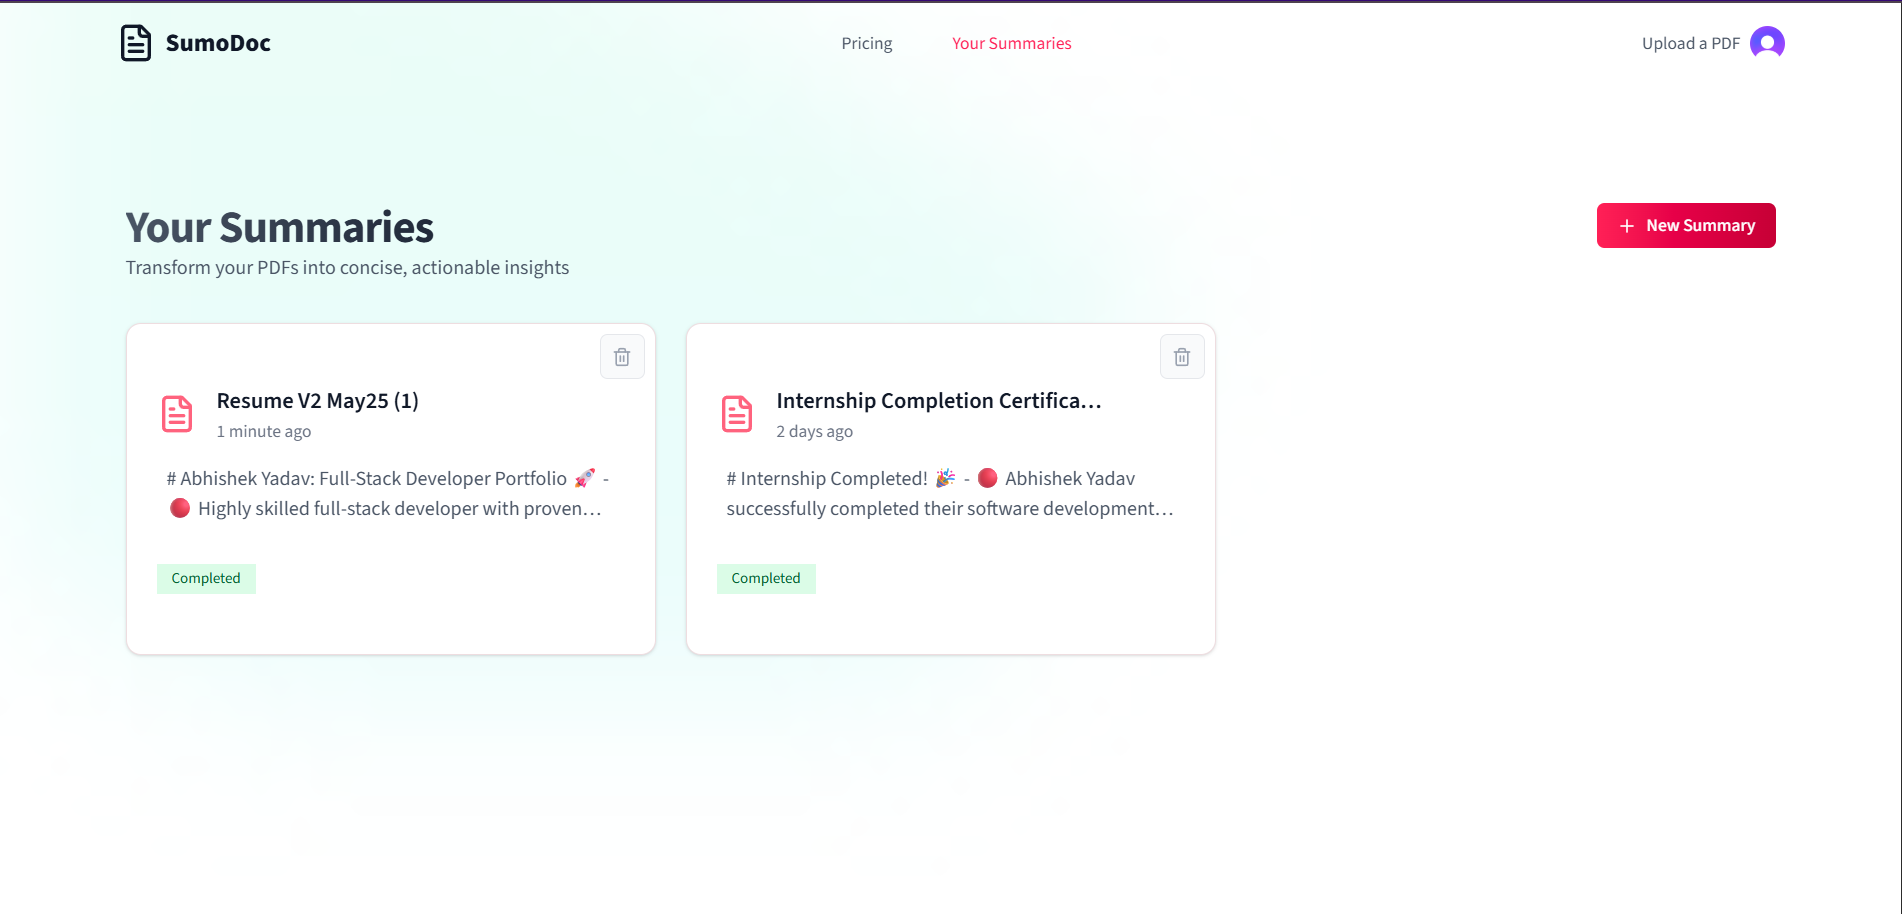 SumoDoc
Pricing
Your Summaries
Upload a PDF
Your Summaries
Transform your PDFs into concise, actionable insights
+ New Summary
Resume V2 May25 (1)
1 minute ago
# Abhishek Yadav: Full-Stack Developer Portfolio 🚀 -
🔴 Highly skilled full-stack developer with proven...
Completed
Internship Completion Certifica...
2 days ago
# Internship Completed! 🎉 - 🔴 Abhishek Yadav
successfully completed their software development...
Completed